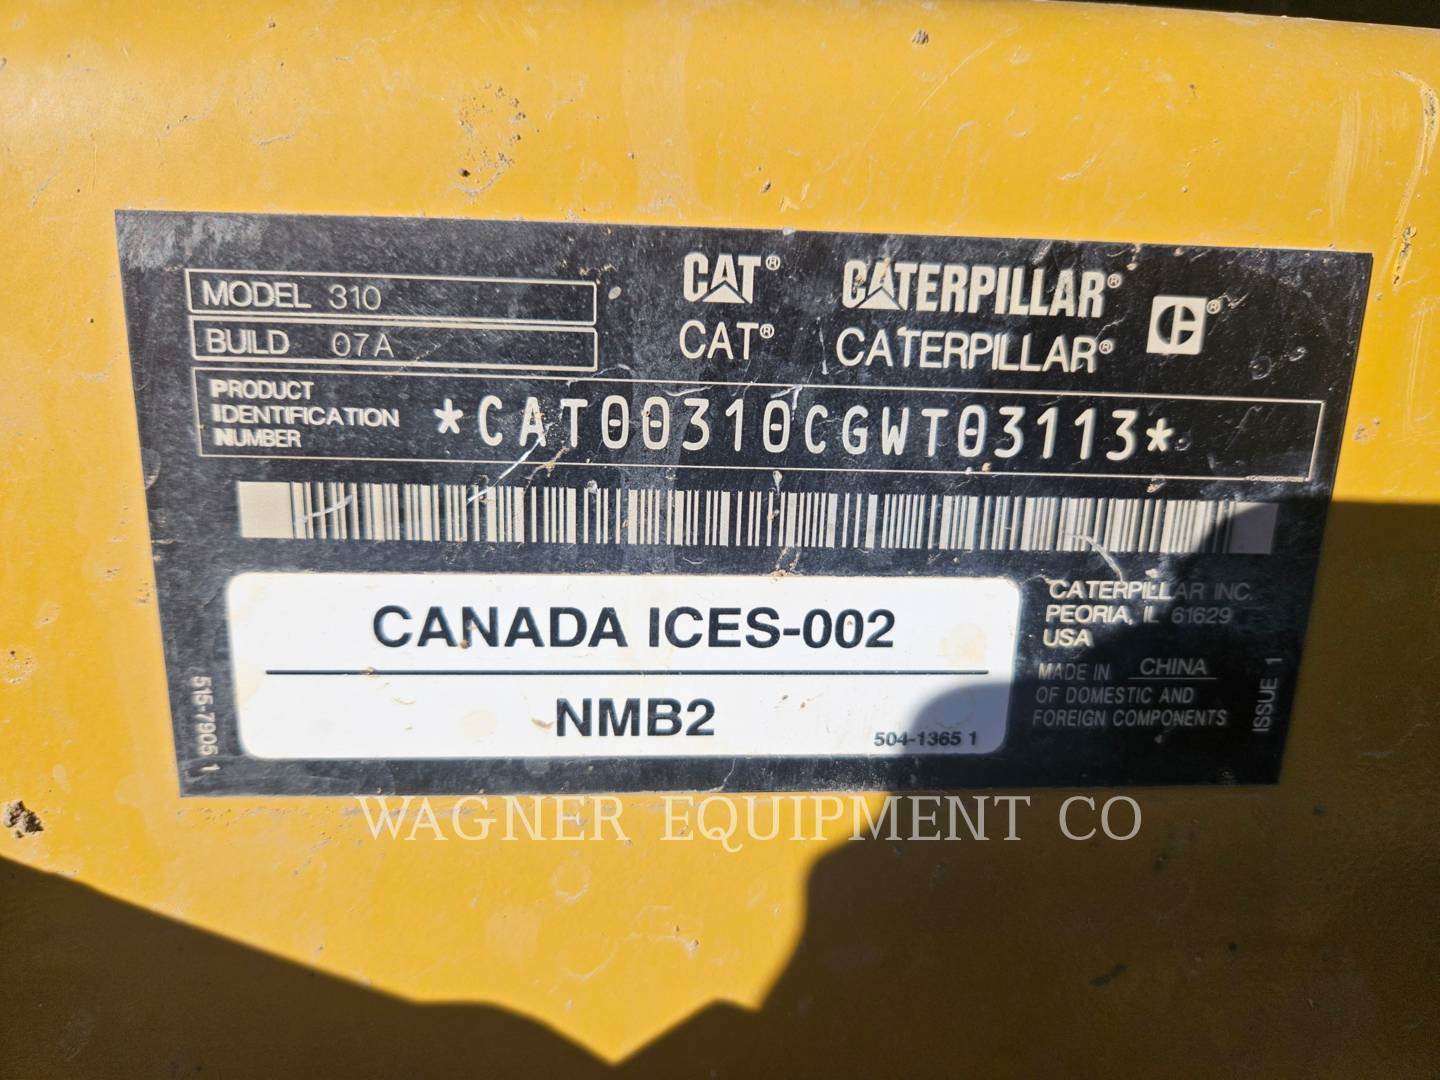 MODEL 310
BUILD 07A
CAT® CATERPILLAR®
CAT® CATERPILLAR® C®
PRODUCT IDENTIFICATION NUMBER
*CAT00310CGWT03113*
CANADA ICES-002
NMB2
504-1365 1
CATERPILLAR INC.
PEORIA, IL 61629
USA
MADE IN CHINA
OF DOMESTIC AND
FOREIGN COMPONENTS
515-7905 1
ISSUE 1
WAGNER EQUIPMENT CO